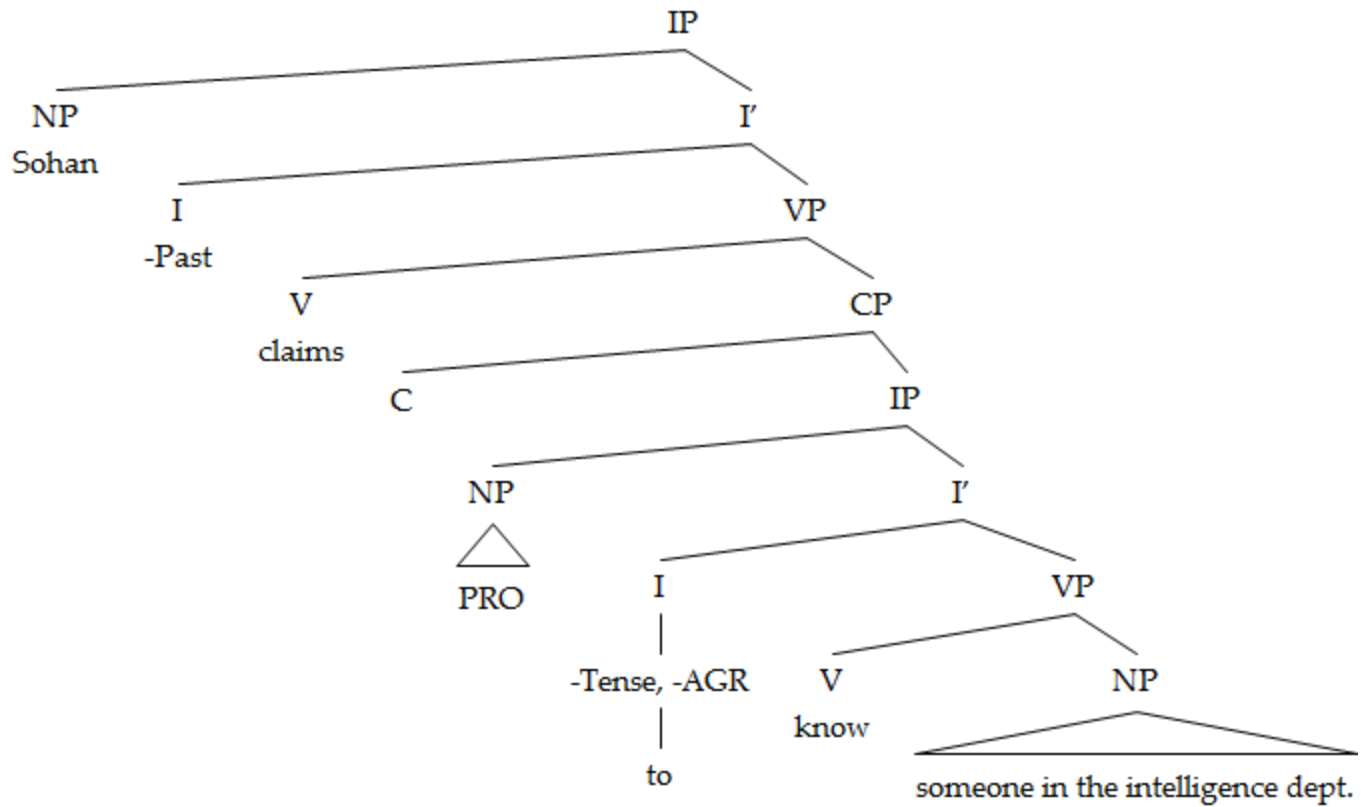 IP
NP I’
Sohan
I VP
-Past
V CP
claims
C IP
NP I’
PRO
I VP
-Tense, -AGR V NP
know
to
someone in the intelligence dept.